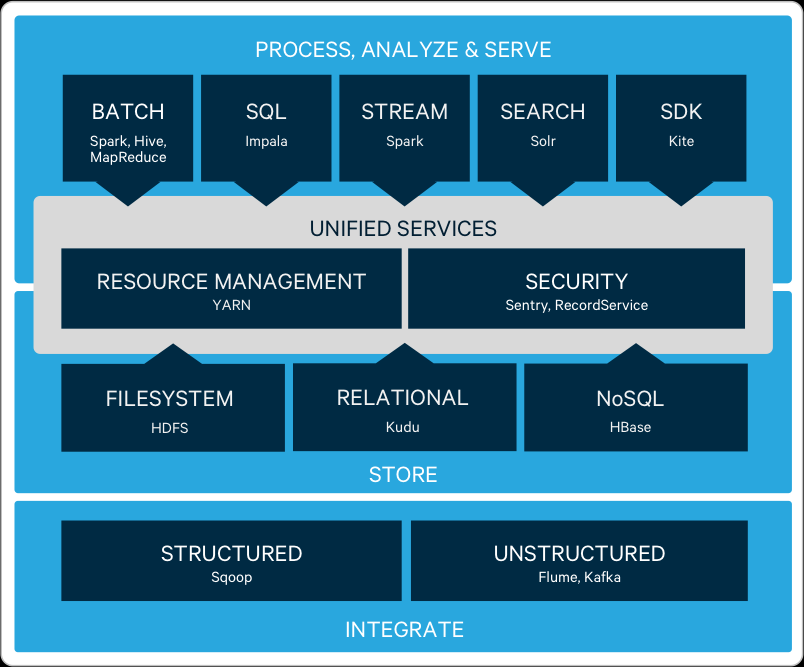 PROCESS, ANALYZE & SERVE
BATCH
Spark, Hive,
MapReduce
SQL
Impala
STREAM
Spark
SEARCH
Solr
SDK
Kite
UNIFIED SERVICES
RESOURCE MANAGEMENT
YARN
SECURITY
Sentry, RecordService
FILESYSTEM
HDFS
RELATIONAL
Kudu
NoSQL
HBase
STORE
STRUCTURED
Sqoop
UNSTRUCTURED
Flume, Kafka
INTEGRATE